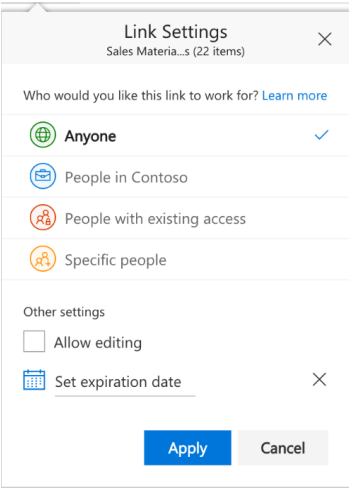 Link Settings
Sales Materia...s (22 items)
Who would you like this link to work for? Learn more
Anyone
People in Contoso
People with existing access
Specific people
Other settings
Allow editing
Set expiration date
Apply Cancel